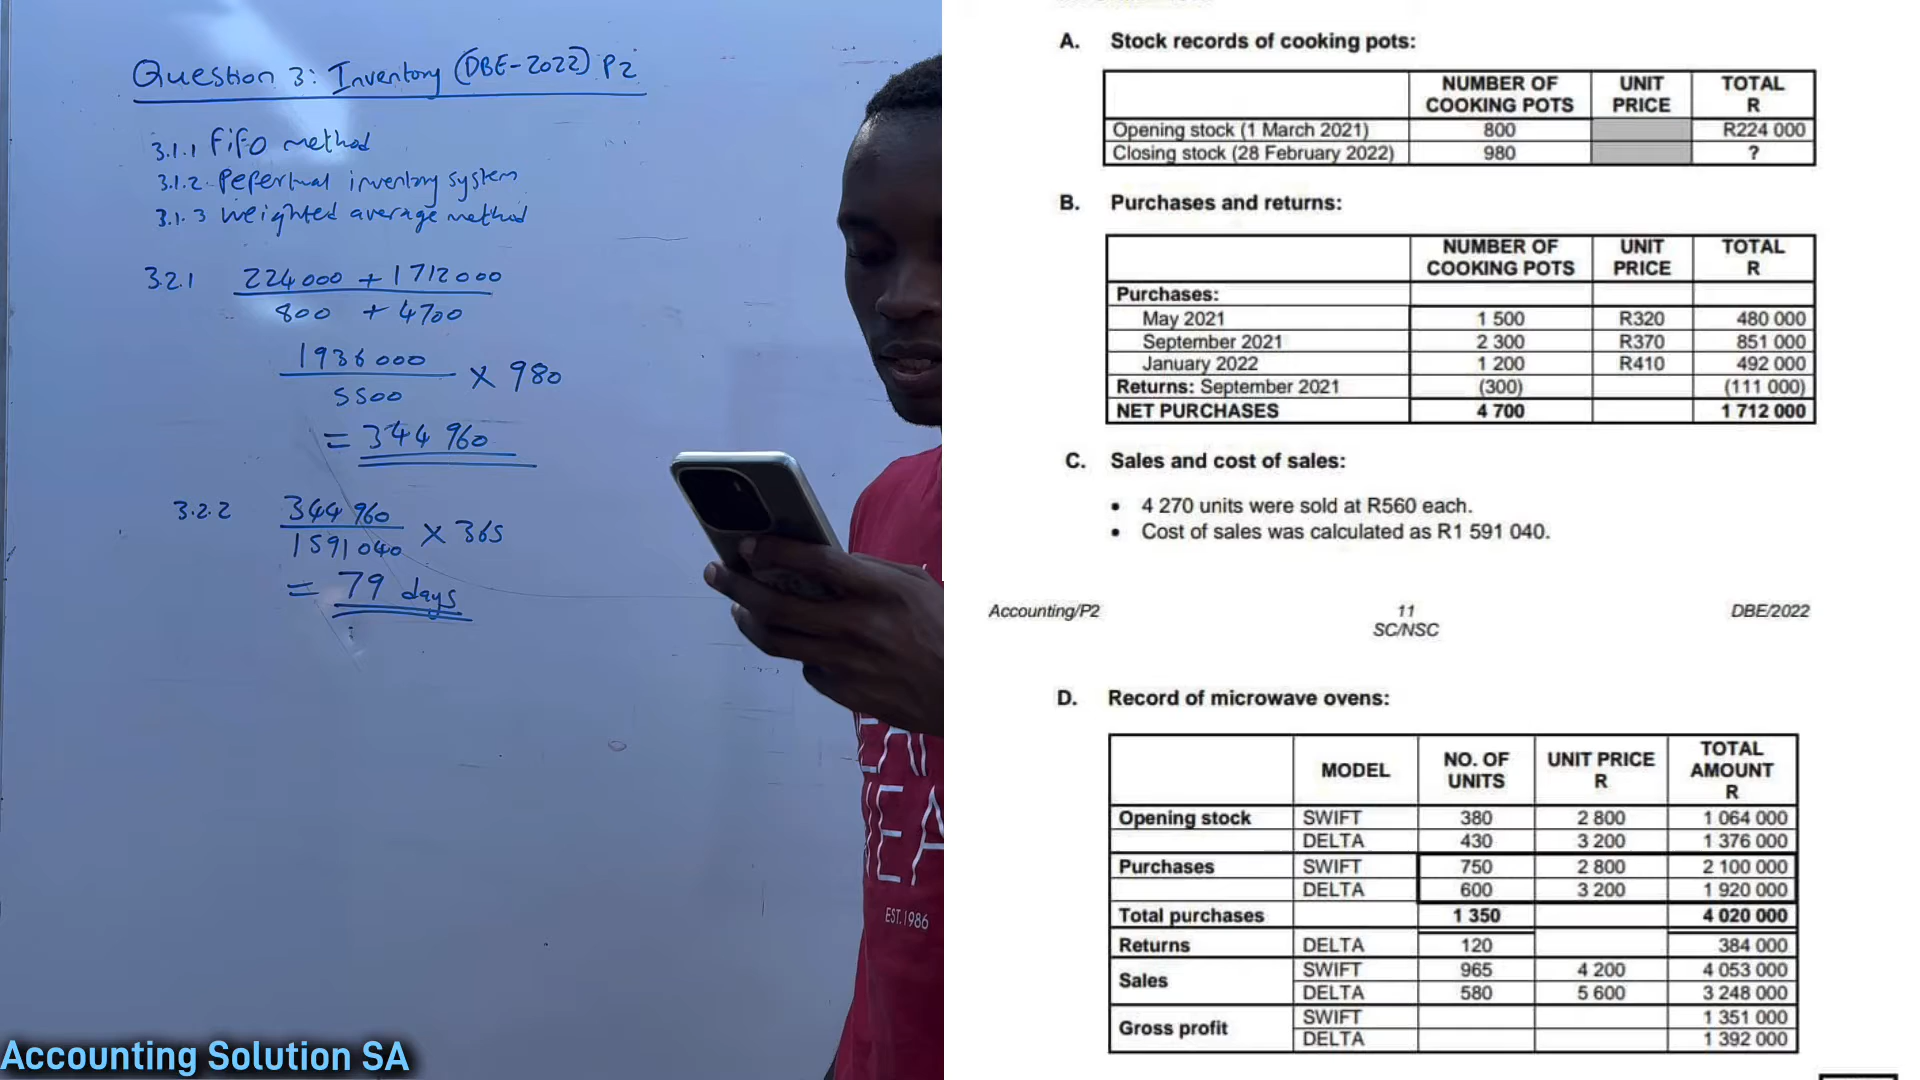 Question 3: Inventory (DBE-2022) P2
3.1.1 FifO method
3.1.2 Pepertual inventory system
3.1.3 Weighted average method
3.2.1 224 000 + 1712 000
800 + 4700
1936 000
5500
X 980
= 344 960
3.2.2 344 960
1591 040
X 365
= 79 days
EST.1986
Accounting Solution SA
A. Stock records of cooking pots:
NUMBER OF COOKING POTS UNIT PRICE TOTAL R
Opening stock (1 March 2021) 800 R224 000
Closing stock (28 February 2022) 980 ?
B. Purchases and returns:
NUMBER OF COOKING POTS UNIT PRICE TOTAL R
Purchases:
May 2021 1 500 R320 480 000
September 2021 2 300 R370 851 000
January 2022 1 200 R410 492 000
Returns: September 2021 (300) (111 000)
NET PURCHASES 4 700 1 712 000
C. Sales and cost of sales:
• 4 270 units were sold at R560 each.
• Cost of sales was calculated as R1 591 040.
Accounting/P2 11 DBE/2022
SC/NSC
D. Record of microwave ovens:
MODEL NO. OF UNITS UNIT PRICE R TOTAL AMOUNT R
Opening stock SWIFT 380 2 800 1 064 000
DELTA 430 3 200 1 376 000
Purchases SWIFT 750 2 800 2 100 000
DELTA 600 3 200 1 920 000
Total purchases 1 350 4 020 000
Returns DELTA 120 384 000
Sales SWIFT 965 4 200 4 053 000
DELTA 580 5 600 3 248 000
Gross profit SWIFT 1 351 000
DELTA 1 392 000